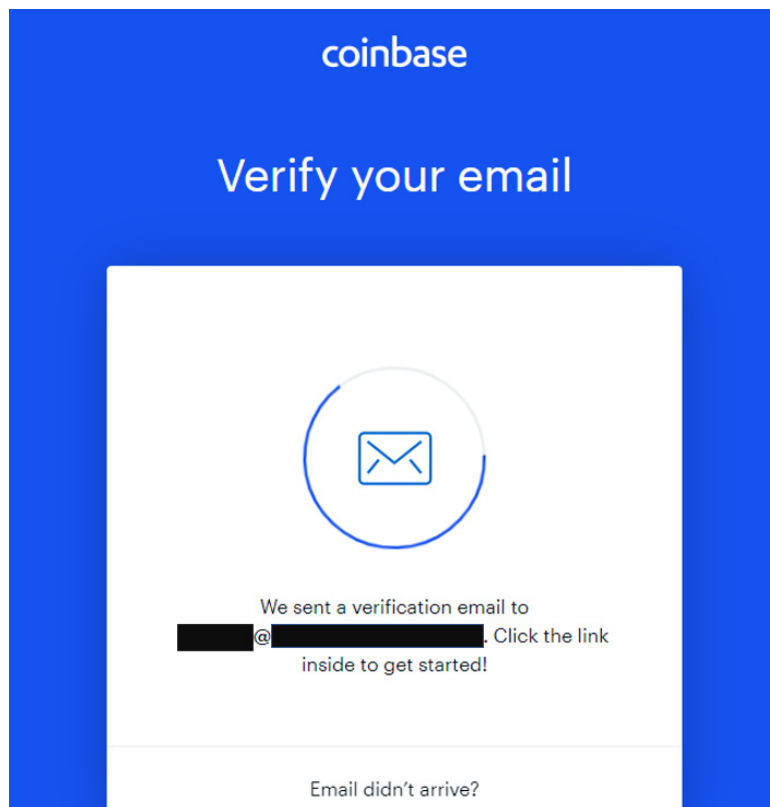 coinbase
Verify your email
We sent a verification email to
@. Click the link
inside to get started!
Email didn’t arrive?